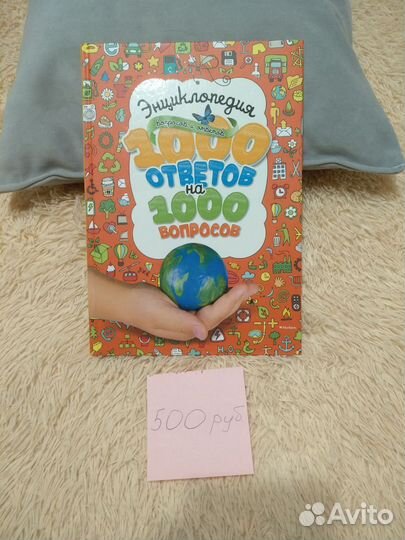 Энциклопедия
вопросов и ответов
1000
ОТВЕТОВ
на
1000
ВОПРОСОВ
500 руб
Avito